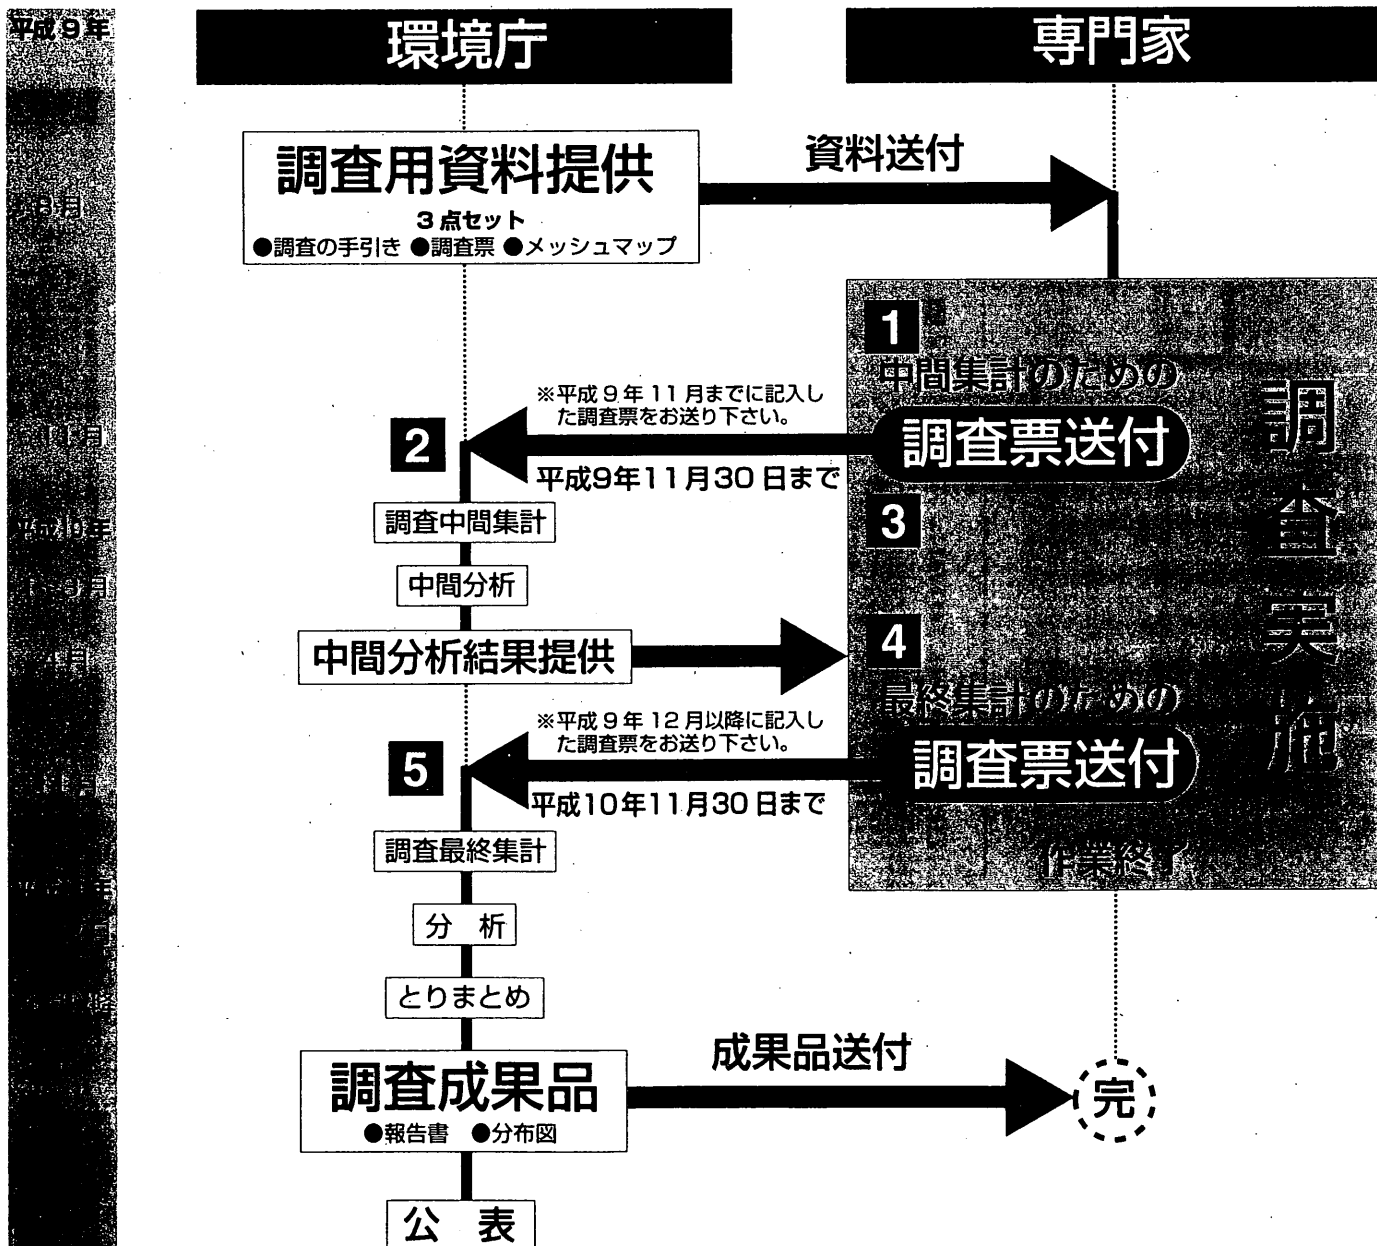 平成9年
環境庁
専門家
調査用資料提供
3点セット
●調査の手引き ●調査票 ●メッシュマップ
資料送付
8月
1
中間集計のための
調査票送付
調査実施
※平成9年11月までに記入し
た調査票をお送り下さい。
平成9年11月30日まで
2
11月
調査中間集計
3
平成10年
中間分析
4
中間分析結果提供
最終集計のための
調査票送付
※平成9年12月以降に記入し
た調査票をお送り下さい。
平成10年11月30日まで
5
調査最終集計
作業終了
分 析
とりまとめ
調査成果品
●報告書 ●分布図
成果品送付
完
公 表